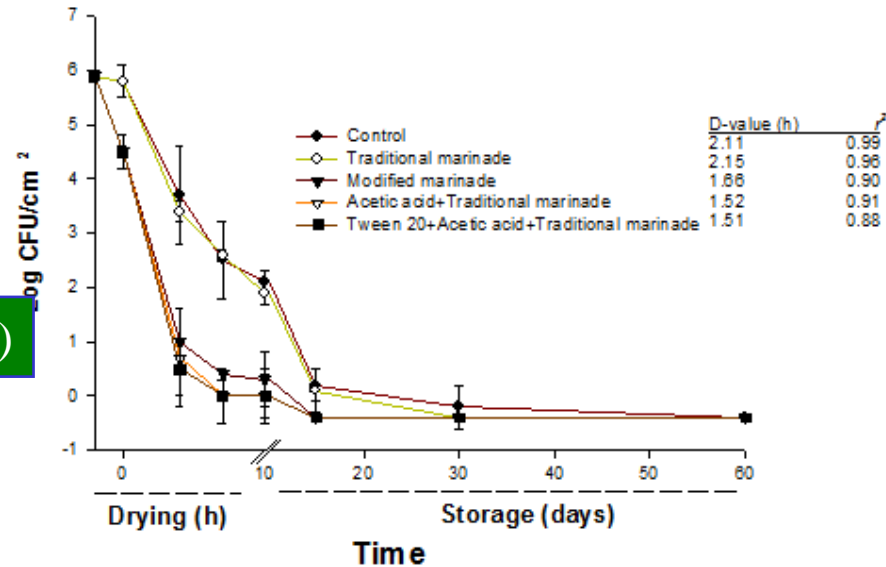 7
6
5
4
3
2
1
0
-1
Log CFU/cm 2
)
Control
Traditional marinade
Modified marinade
Acetic acid+Traditional marinade
Tween 20+Acetic acid+Traditional marinade
D-value (h) r2
2.11 0.99
2.15 0.96
1.66 0.90
1.52 0.91
1.51 0.88
0 10 20 30 40 50 60
Drying (h) Storage (days)
Time